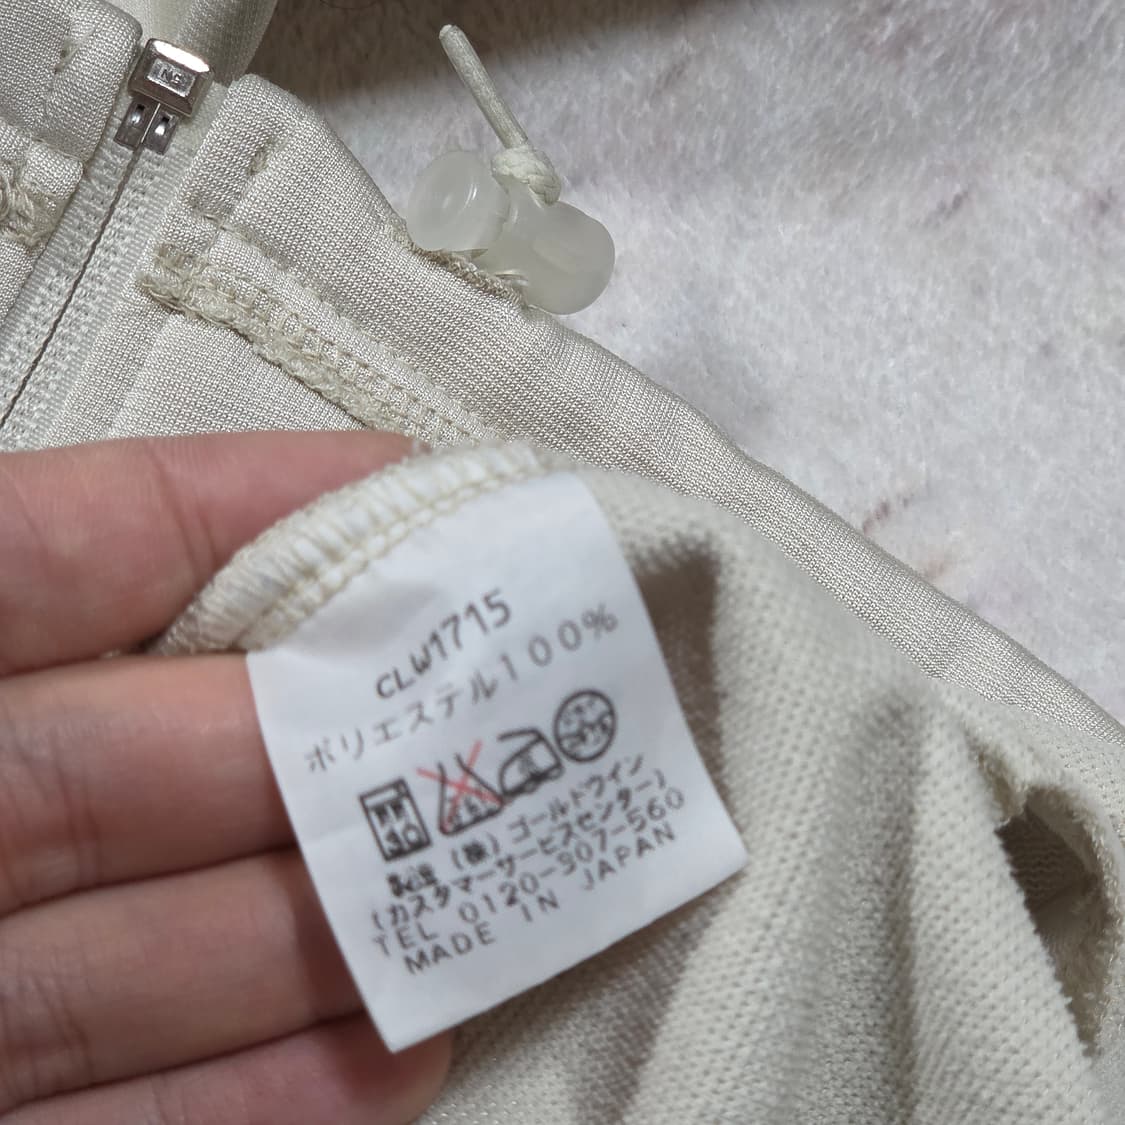 CLW1715
ポリエステル100%
30
製造 (株) ゴールドウイン
(カスタマーサービスセンター)
TEL 0120-307-560
MADE IN JAPAN